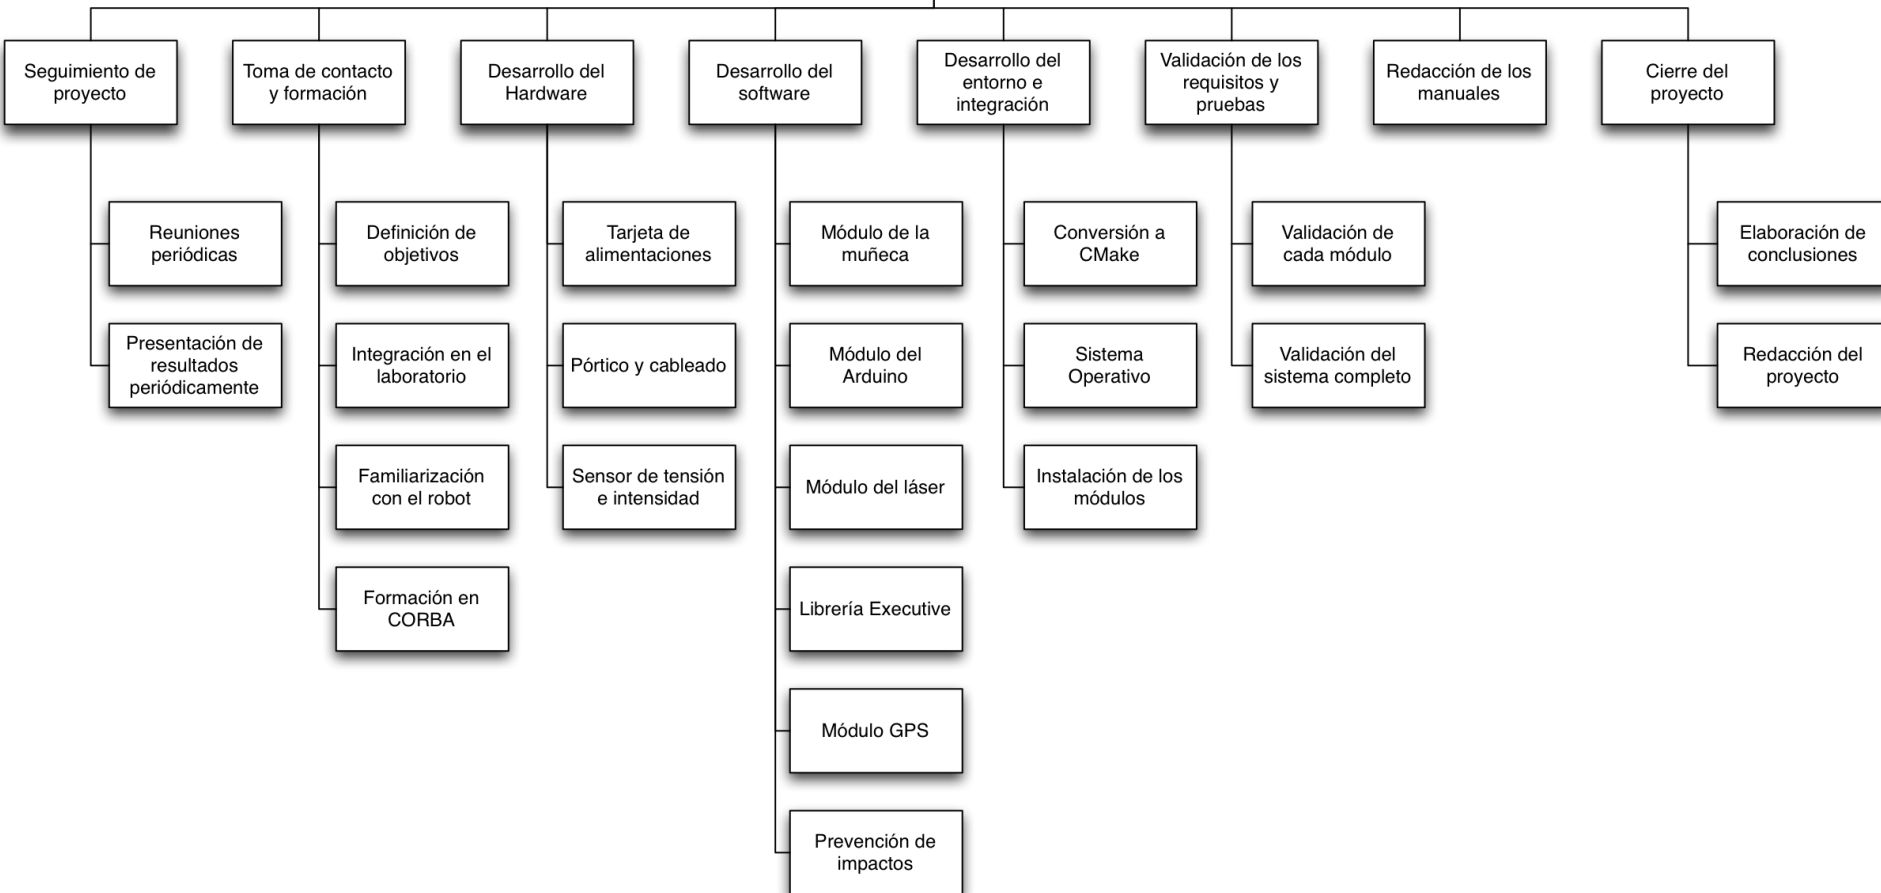 Seguimiento de
proyecto
Toma de contacto
y formación
Desarrollo del
Hardware
Desarrollo del
software
Desarrollo del
entorno e
integración
Validación de los
requisitos y
pruebas
Redacción de los
manuales
Cierre del
proyecto
Reuniones
periódicas
Presentación de
resultados
periódicamente
Definición de
objetivos
Integración en el
laboratorio
Familiarización
con el robot
Formación en
CORBA
Tarjeta de
alimentaciones
Pórtico y cableado
Sensor de tensión
e intensidad
Módulo de la
muñeca
Módulo del
Arduino
Módulo del láser
Librería Executive
Módulo GPS
Prevención de
impactos
Conversión a
CMake
Sistema
Operativo
Instalación de los
módulos
Validación de
cada módulo
Validación del
sistema completo
Elaboración de
conclusiones
Redacción del
proyecto